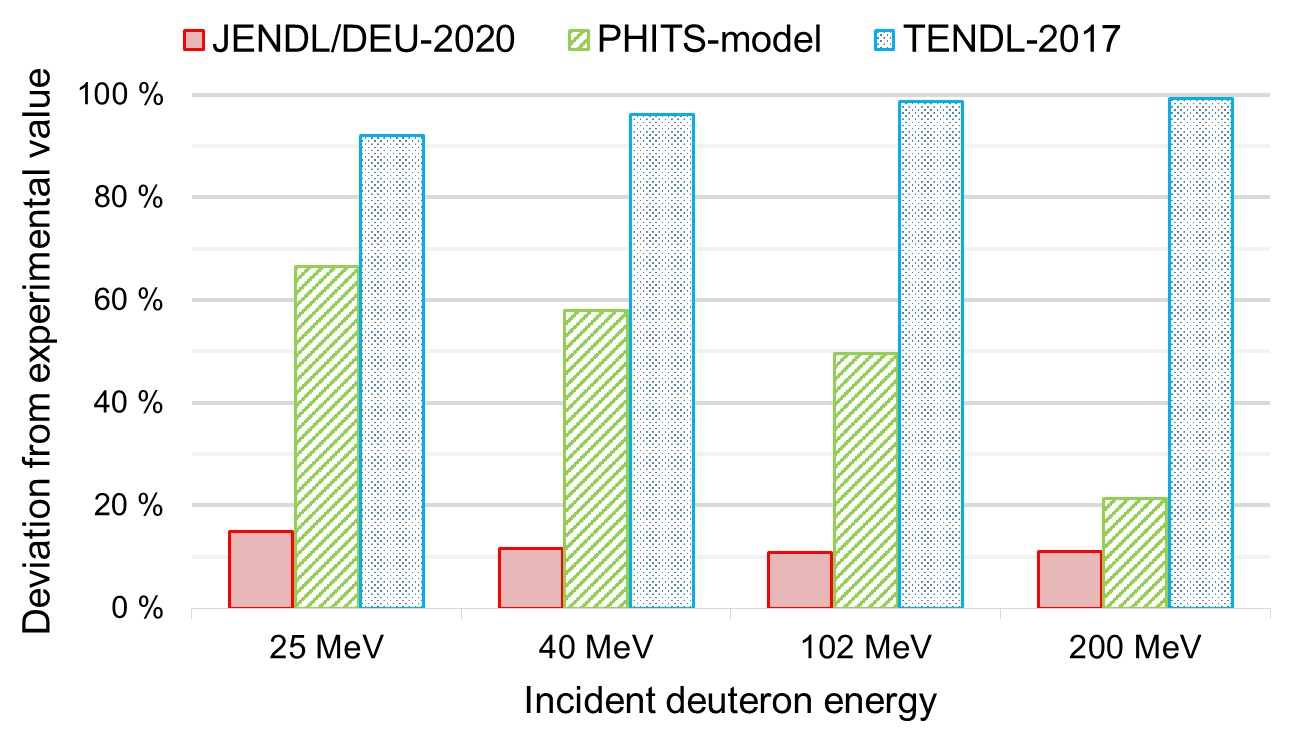 JENDL/DEU-2020 PHITS-model TENDL-2017
Deviation from experimental value
100 %
80 %
60 %
40 %
20 %
0 %
25 MeV 40 MeV 102 MeV 200 MeV
Incident deuteron energy